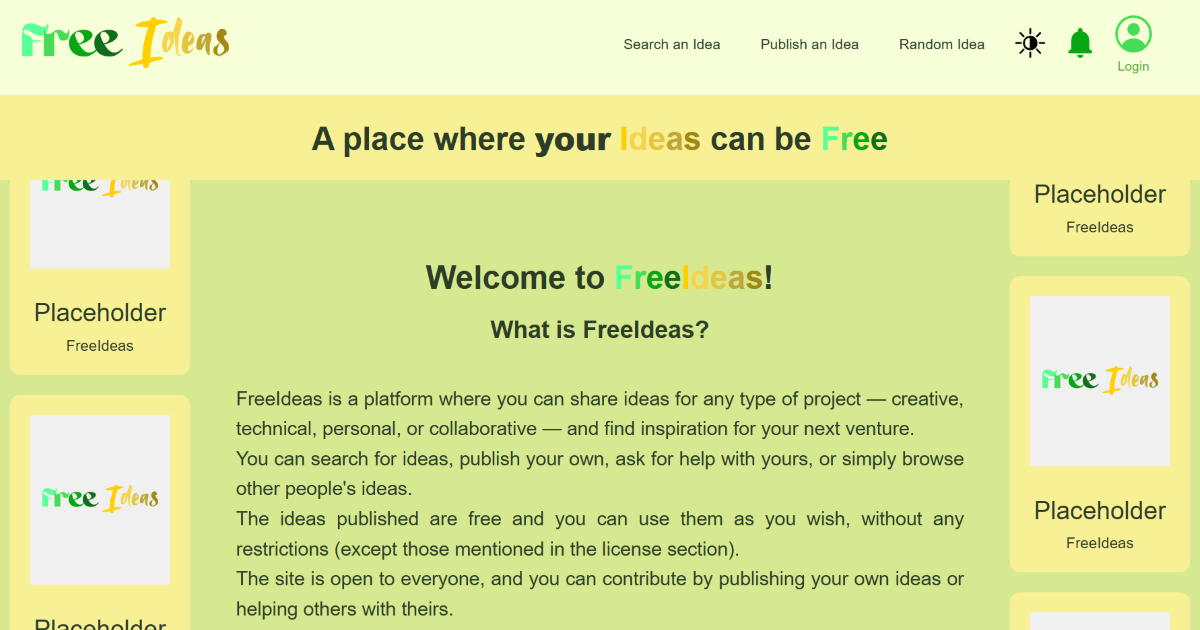 Free Ideas
Search an Idea
Publish an Idea
Random Idea
Login
A place where your Ideas can be Free
Free Ideas
Placeholder
FreeIdeas
Free Ideas
Placeholder
Welcome to FreeIdeas!
What is FreeIdeas?
FreeIdeas is a platform where you can share ideas for any type of project — creative,
technical, personal, or collaborative — and find inspiration for your next venture.
You can search for ideas, publish your own, ask for help with yours, or simply browse
other people's ideas.
The ideas published are free and you can use them as you wish, without any
restrictions (except those mentioned in the license section).
The site is open to everyone, and you can contribute by publishing your own ideas or
helping others with theirs.
Placeholder
FreeIdeas
Free Ideas
Placeholder
FreeIdeas